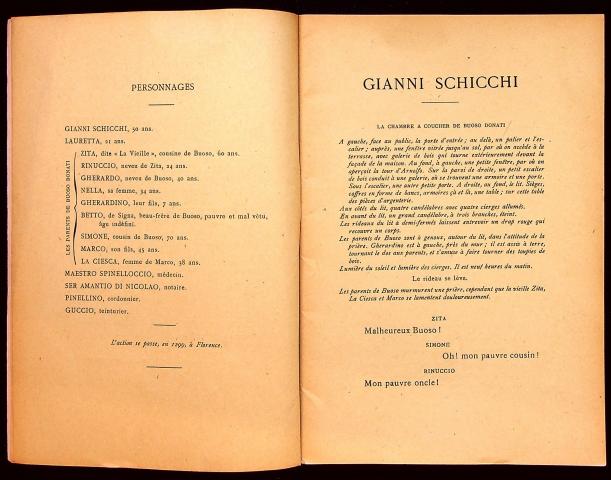 PERSONNAGES
GIANNI SCHICCHI, 50 ans.
LAURETTA, 21 ans.
LES PARENTS DE BUOSO DONATI
ZITA, dite « La Vieille », cousine de Buoso, 60 ans.
RINUCCIO, neveu de Zita, 24 ans.
GHERARDO, neveu de Buoso, 40 ans.
NELLA, sa femme, 34 ans.
GHERARDINO, leur fils, 7 ans.
BETTO, de Signa, beau-frère de Buoso, pauvre et mal vêtu,
âge indéfini.
SIMONE, cousin de Buoso, 70 ans.
MARCO, son fils, 45 ans.
LA CIESCA, femme de Marco, 38 ans.
MAESTRO SPINELLOCCIO, médecin.
SER AMANTIO DI NICOLAO, notaire.
PINELLINO, cordonnier.
GUCCIO, teinturier.
L'action se passe, en 1299, à Florence.
GIANNI SCHICCHI
LA CHAMBRE A COUCHER DE BUOSO DONATI
A gauche, face au public, la porte d'entrée ; au delà, un palier et l'es-
calier ; auprès, une fenêtre vitrée jusqu'au sol, par où on accède à la
terrasse, avec galerie de bois qui tourne extérieurement devant la
façade de la maison. Au fond, à gauche, une petite fenêtre, par où on
aperçoit la tour d'Arnolfo. Sur la paroi de droite, un petit escalier
de bois conduit à une galerie, où se trouvent une armoire et une porte.
Sous l'escalier, une autre petite porte. A droite, au fond, le lit. Sièges,
coffres en forme de bancs, armoires çà et là, une table ; sur cette table
des pièces d'argenterie.
Aux côtés du lit, quatre candélabres avec quatre cierges allumés.
En avant du lit, un grand candélabre, à trois branches, éteint.
Les rideaux du lit à demi-fermés laissent entrevoir un drap rouge qui
recouvre un corps.
Les parents de Buoso sont à genoux, autour du lit, dans l'attitude de la
prière. Gherardino est à gauche, près du mur ; il est assis à terre,
tournant le dos aux parents, et s'amuse à faire tourner des toupies de
bois.
Lumière du soleil et lumière des cierges. Il est neuf heures du matin.
Le rideau se lève.
Les parents de Buoso murmurent une prière, cependant que la vieille Zita,
La Ciesca et Marco se lamentent douloureusement.
ZITA
Malheureux Buoso !
SIMONE
Oh! mon pauvre cousin !
RINUCCIO
Mon pauvre oncle !